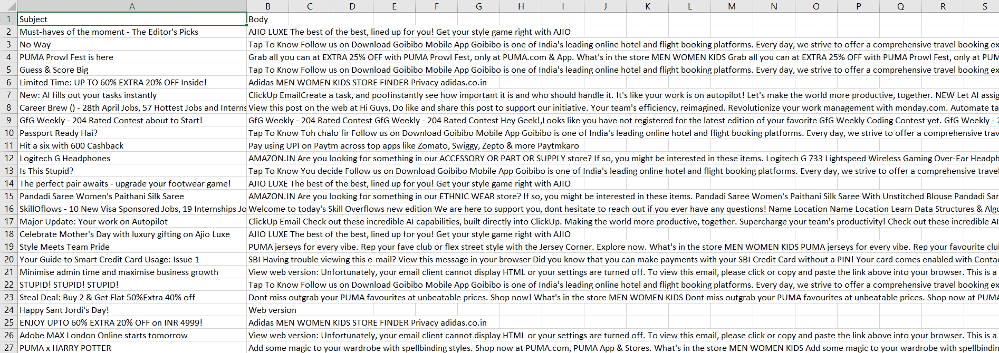 A B C D E F G H I J K L M N O P Q R S
1 Subject Body
2 Must-haves of the moment - The Editor's Picks AJIO LUXE The best of the best, lined up for you! Get your style game right with AJIO
3 No Way Tap To Know Follow us on Download Goibibo Mobile App Goibibo is one of India's leading online hotel and flight booking platforms. Every day, we strive to offer a comprehensive travel booking ex
4 PUMA Prowl Fest is here Grab all you can at EXTRA 25% OFF with PUMA Prowl Fest, only at PUMA.com & App. What's in the store MEN WOMEN KIDS Grab all you can at EXTRA 25% OFF with PUMA Prowl Fest, only at PUM
5 Guess & Score Big Tap To Know Follow us on Download Goibibo Mobile App Goibibo is one of India's leading online hotel and flight booking platforms. Every day, we strive to offer a comprehensive travel booking ex
6 Limited Time: UP TO 60% EXTRA 20% OFF Inside! Adidas MEN WOMEN KIDS STORE FINDER Privacy adidas.co.in
7 New: AI fills out your tasks instantly ClickUp EmailCreate a task, and poofinstantly see how important it is and who should handle it. It's like your work is on autopilot! Let's make the world more productive, together. NEW Let AI assig
8 Career Brew () - 28th April Jobs, 57 Hottest Jobs and Interns View this post on the web at Hi Guys, Do like and share this post to support our initiative. Your team's efficiency, reimagined. Revolutionize your work management with monday.com. Automate ta
9 GfG Weekly - 204 Rated Contest about to Start! GfG Weekly - 204 Rated Contest GfG Weekly - 204 Rated Contest Hey Geek!,Looks like you have not registered for the latest edition of your favorite GfG Weekly Coding Contest yet. GfG Weekly - 2
10 Passport Ready Hai? Tap To Know Toh chalo fir Follow us on Download Goibibo Mobile App Goibibo is one of India's leading online hotel and flight booking platforms. Every day, we strive to offer a comprehensive trav
11 Hit a six with 600 Cashback Pay using UPI on Paytm across top apps like Zomato, Swiggy, Zepto & more Paytmkaro
12 Logitech G Headphones AMAZON.IN Are you looking for something in our ACCESSORY OR PART OR SUPPLY store? If so, you might be interested in these items. Logitech G 733 Lightspeed Wireless Gaming Over-Ear Headph
13 Is This Stupid? Tap To Know You decide Follow us on Download Goibibo Mobile App Goibibo is one of India's leading online hotel and flight booking platforms. Every day, we strive to offer a comprehensive travel
14 The perfect pair awaits - upgrade your footwear game! AJIO LUXE The best of the best, lined up for you! Get your style game right with AJIO
15 Pandadi Saree Women's Paithani Silk Saree AMAZON.IN Are you looking for something in our ETHNIC WEAR store? If so, you might be interested in these items. Pandadi Saree Women's Paithani Silk Saree With Unstitched Blouse Pandadi Sar
16 SkillOflows - 10 New Visa Sponsored Jobs, 19 Internships Jo Welcome to today's Skill Overflows new edition We are here to support you, dont hesitate to reach out if you ever have any questions! Name Location Name Location Learn Data Structures & Algo
17 Major Update: Your work on Autopilot ClickUp Email Check out these incredible AI capabilities, built directly into ClickUp. Making the world more productive, together. Supercharge your team's productivity! Check out these incredible AI
18 Celebrate Mother's Day with luxury gifting on Ajio Luxe AJIO LUXE The best of the best, lined up for you! Get your style game right with AJIO
19 Style Meets Team Pride PUMA jerseys for every vibe. Rep your fave club or flex street style with the Jersey Corner. Explore now. What's in the store MEN WOMEN KIDS PUMA jerseys for every vibe. Rep your favourite clu
20 Your Guide to Smart Credit Card Usage: Issue 1 SBI Having trouble viewing this e-mail? View this message in your browser Did you know that you can make payments with your SBI Credit Card without a PIN! Your card comes enabled with Contac
21 Minimise admin time and maximise business growth View web version: Unfortunately, your email client cannot display HTML or your settings are turned off. To view this email, please click or copy and paste the link above into your browser. This is a
22 STUPID! STUPID! STUPID! Tap To Know Follow us on Download Goibibo Mobile App Goibibo is one of India's leading online hotel and flight booking platforms. Every day, we strive to offer a comprehensive travel booking ex
23 Steal Deal: Buy 2 & Get Flat 50%Extra 40% off Dont miss outgrab your PUMA favourites at unbeatable prices. Shop now! What's in the store MEN WOMEN KIDS Dont miss outgrab your PUMA favourites at unbeatable prices. Shop now at PUMA
24 Happy Sant Jordi's Day! Web version
25 ENJOY UPTO 60% EXTRA 20% OFF on INR 4999! Adidas MEN WOMEN KIDS STORE FINDER Privacy adidas.co.in
26 Adobe MAX London Online starts tomorrow View web version: Unfortunately, your email client cannot display HTML or your settings are turned off. To view this email, please click or copy and paste the link above into your browser. This is a
27 PUMA x HARRY POTTER Add some magic to your wardrobe with spellbinding styles. Shop now at PUMA.com, PUMA App & Stores. What's in the store MEN WOMEN KIDS Add some magic to your wardrobe with spellbindin